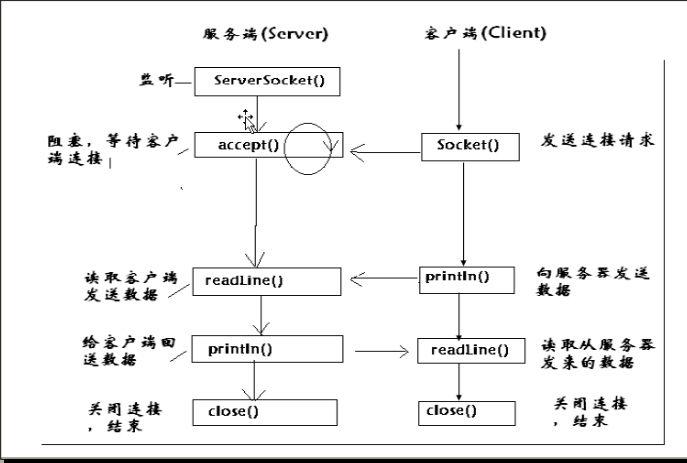 服务端(Server)
客户端(Client)
监听
ServerSocket()
阻塞，等待客户
端连接
accept()
Socket()
发送连接请求
读取客户端
发送数据
readLine()
println()
向服务器发送
数据
给客户端回
送数据
println()
readLine()
读取从服务器
发来的数据
关闭连接
，结束
close()
close()
关闭连接
，结束